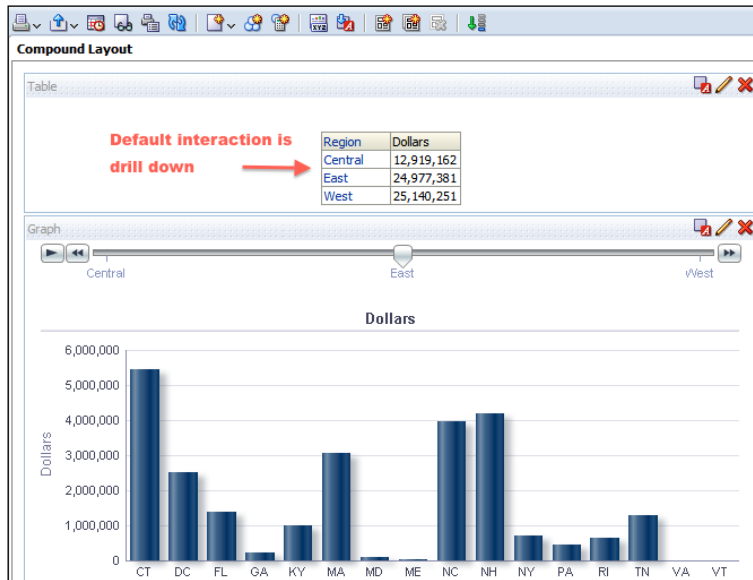 Compound Layout
Table
Default interaction is
drill down
Region Dollars
Central 12,919,162
East 24,977,381
West 25,140,251
Graph
Central East West
Dollars
6,000,000
5,000,000
4,000,000
3,000,000
2,000,000
1,000,000
0
Dollars
CT DC FL GA KY MA MD ME NC NH NY PA RI TN VA VT